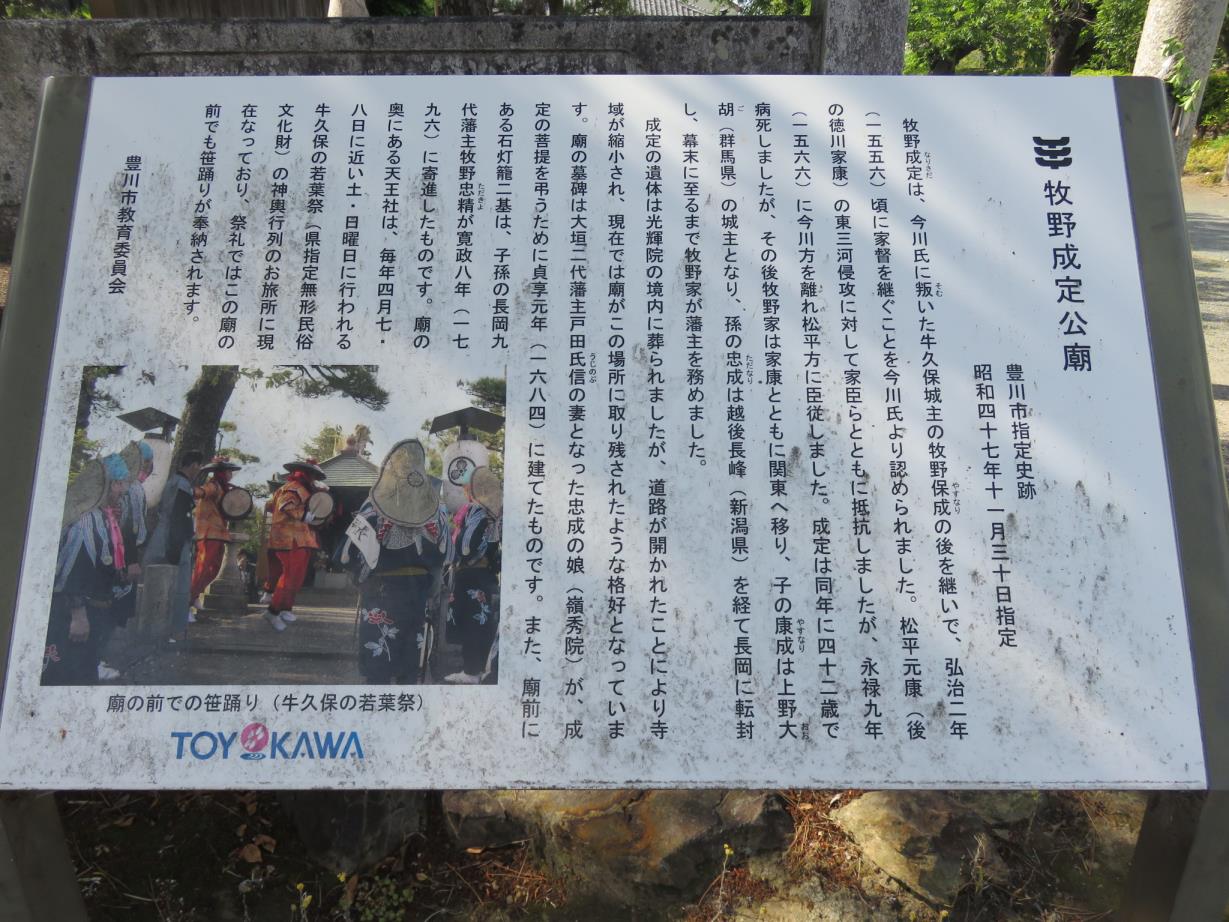 牧野成定公廟
豊川市指定史跡
昭和四十七年十一月三十日指定
牧野成定は、今川氏に叛いた牛久保城主の牧野保成の後を継いで、弘治二年
（一五五六）頃に家督を継ぐことを今川氏より認められました。松平元康（後
の徳川家康）の東三河侵攻に対して家臣らとともに抵抗しましたが、永禄九年
（一五六六）に今川方を離れ松平方に臣従しました。成定は同年に四十二歳で
病死しましたが、その後牧野家は家康とともに関東へ移り、子の康成は上野大
胡（群馬県）の城主となり、孫の忠成は越後長峰（新潟県）を経て長岡に転封
し、幕末に至るまで牧野家が藩主を務めました。
成定の遺体は光輝院の境内に葬られましたが、道路が開かれたことにより寺
域が縮小され、現在では廟がこの場所に取り残されたような格好となっていま
す。廟の墓碑は大垣二代藩主戸田氏信の妻となった忠成の娘（嶺秀院）が、成
定の菩提を弔うために貞享元年（一六八四）に建てたものです。また、廟前に
ある石灯籠二基は、子孫の長岡九
代藩主牧野忠精が寛政八年（一七
九六）に寄進したものです。廟の
奥にある天王社は、毎年四月七・
八日に近い土・日曜日に行われる
牛久保の若葉祭（県指定無形民俗
文化財）の神輿行列のお旅所に現
在なっており、祭礼ではこの廟の
前でも笹踊りが奉納されます。
豊川市教育委員会
廟の前での笹踊り（牛久保の若葉祭）
TOYOKAWA